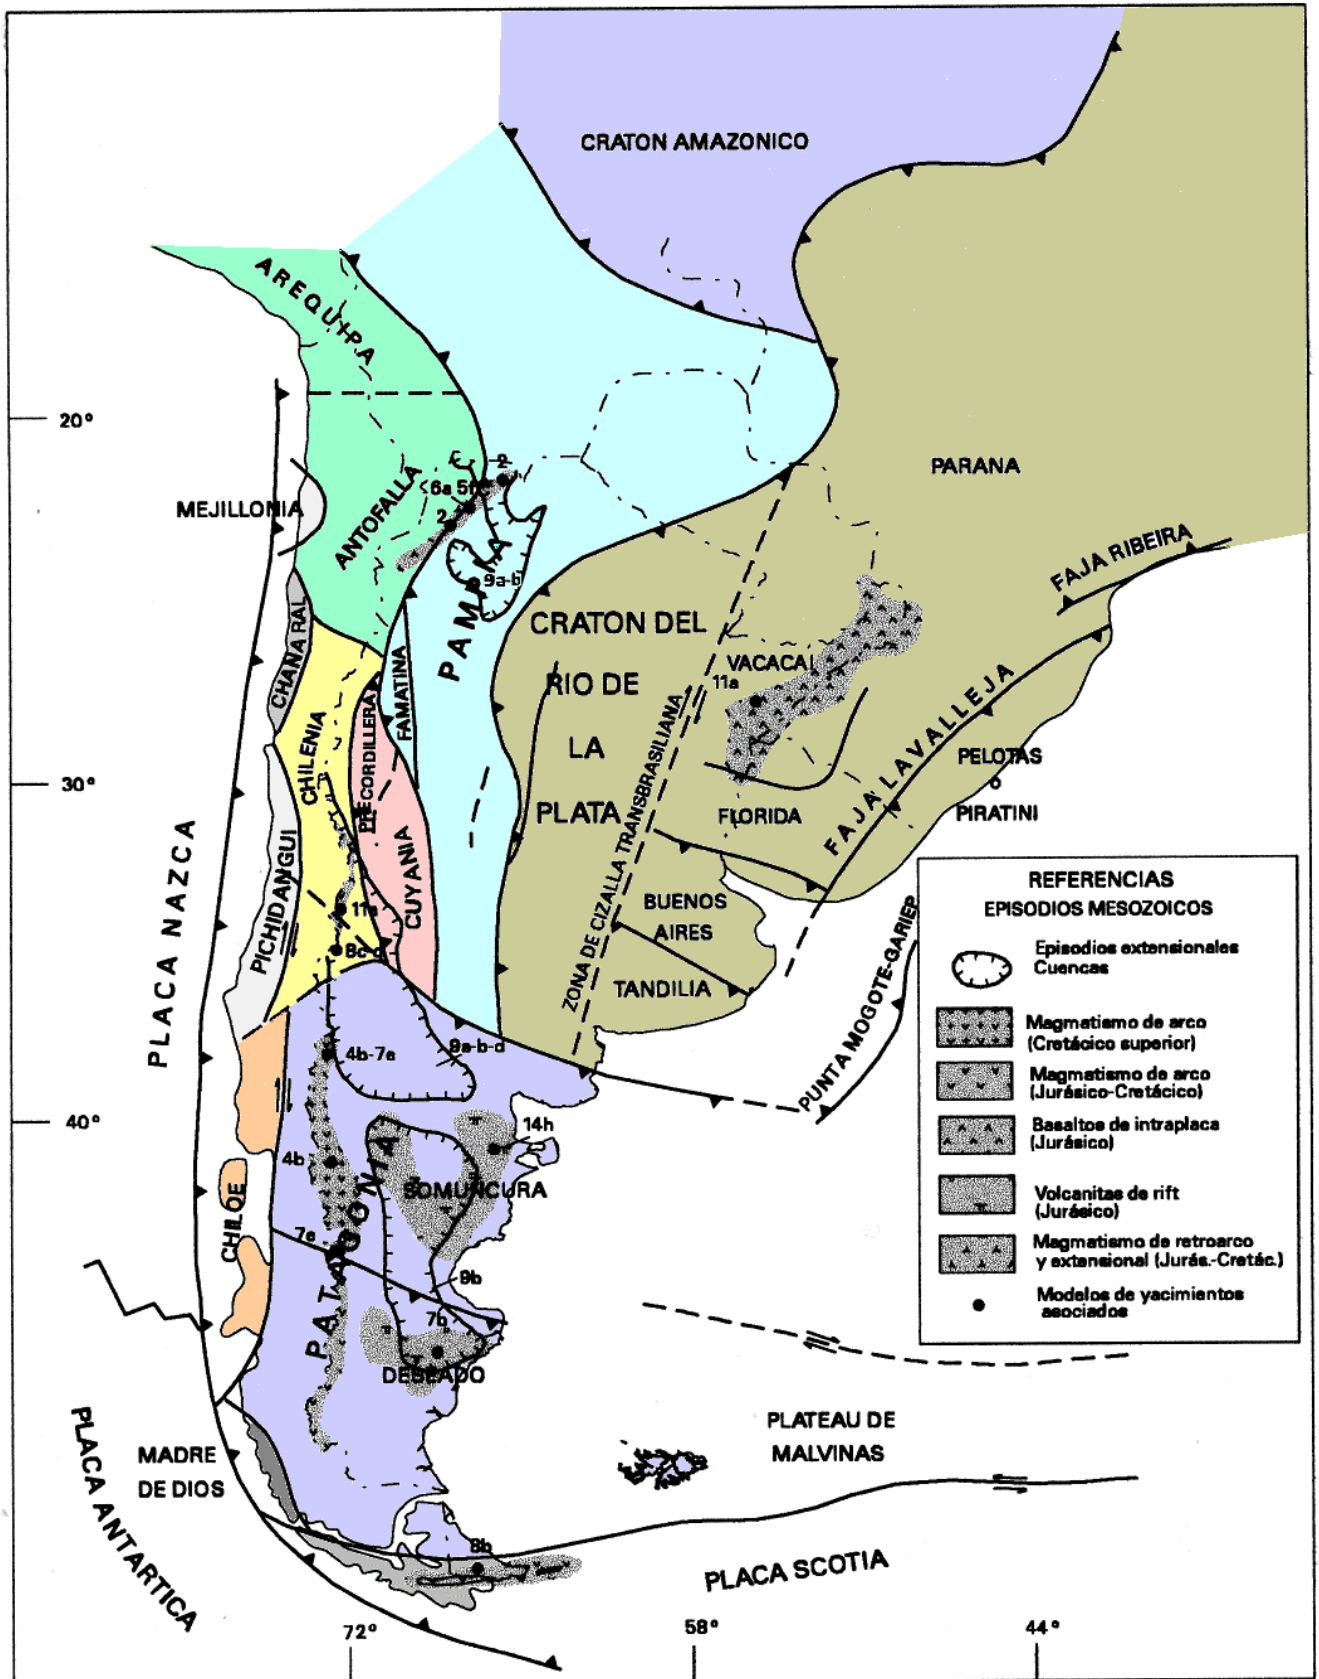 CRATON AMAZONICO
AREQUIPA
20°
PARANA
2
6a 5f
MEJILLONIA
ANTOFALLA
2
FAJA RIBEIRA
9a-b
CHANARAL
CRATON DEL
RIO DE
LA
PLATA
VACACAI
11a
FAMATINA
CHILENIA
PRECORDILLERA
FAJA LAVALLEJA
PELOTAS
PIRATINI
30°
FLORIDA
ZONA DE CIZALLA TRANSBRASILIANA
CUYANIA
PICHIDANGUI
PLACA NAZCA
BUENOS
AIRES
TANDILIA
PUNTA MOGOTE-GARIEP
REFERENCIAS
EPISODIOS MESOZOICOS
Episodios extensionales
Cuencas
Magmatismo de arco
(Cretácico superior)
Magmatismo de arco
(Jurásico-Cretácico)
Basaltos de intraplaca
(Jurásico)
Volcanitas de rift
(Jurásico)
Magmatismo de retroarco
y extensional (Jurás.-Cretác.)
Modelos de yacimientos
asociados
4b-7e
9a-b-d
40°
14h
4b
SOMUNCURA
CHILOE
PATAGONIA
7e
9b
7b
DESEADO
PLATEAU DE
MALVINAS
MADRE
DE DIOS
PLACA ANTARTICA
8b
PLACA SCOTIA
72°
58°
44°